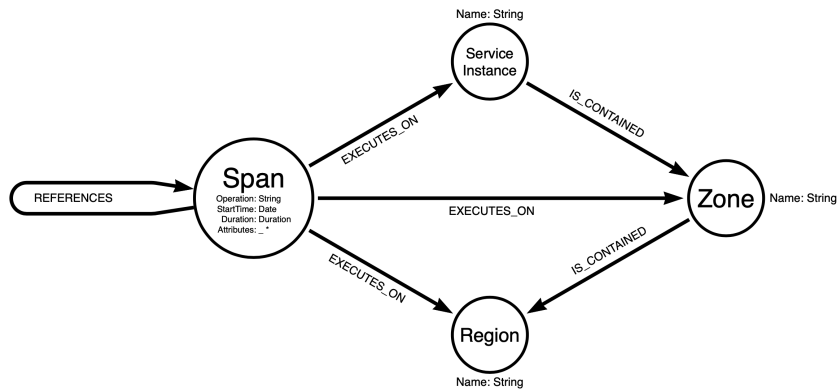 Name: String
Service
Instance
EXECUTES_ON
IS_CONTAINED
REFERENCES
Span
Operation: String
StartTime: Date
Duration: Duration
Attributes: _ *
EXECUTES_ON
Zone
Name: String
EXECUTES_ON
IS_CONTAINED
Region
Name: String